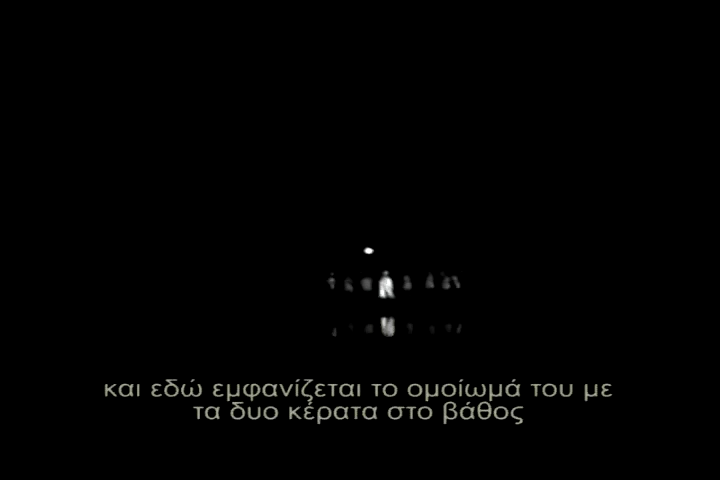 και εδώ εμφανίζεται το ομοίωμά του με
τα δυο κέρατα στο βάθος